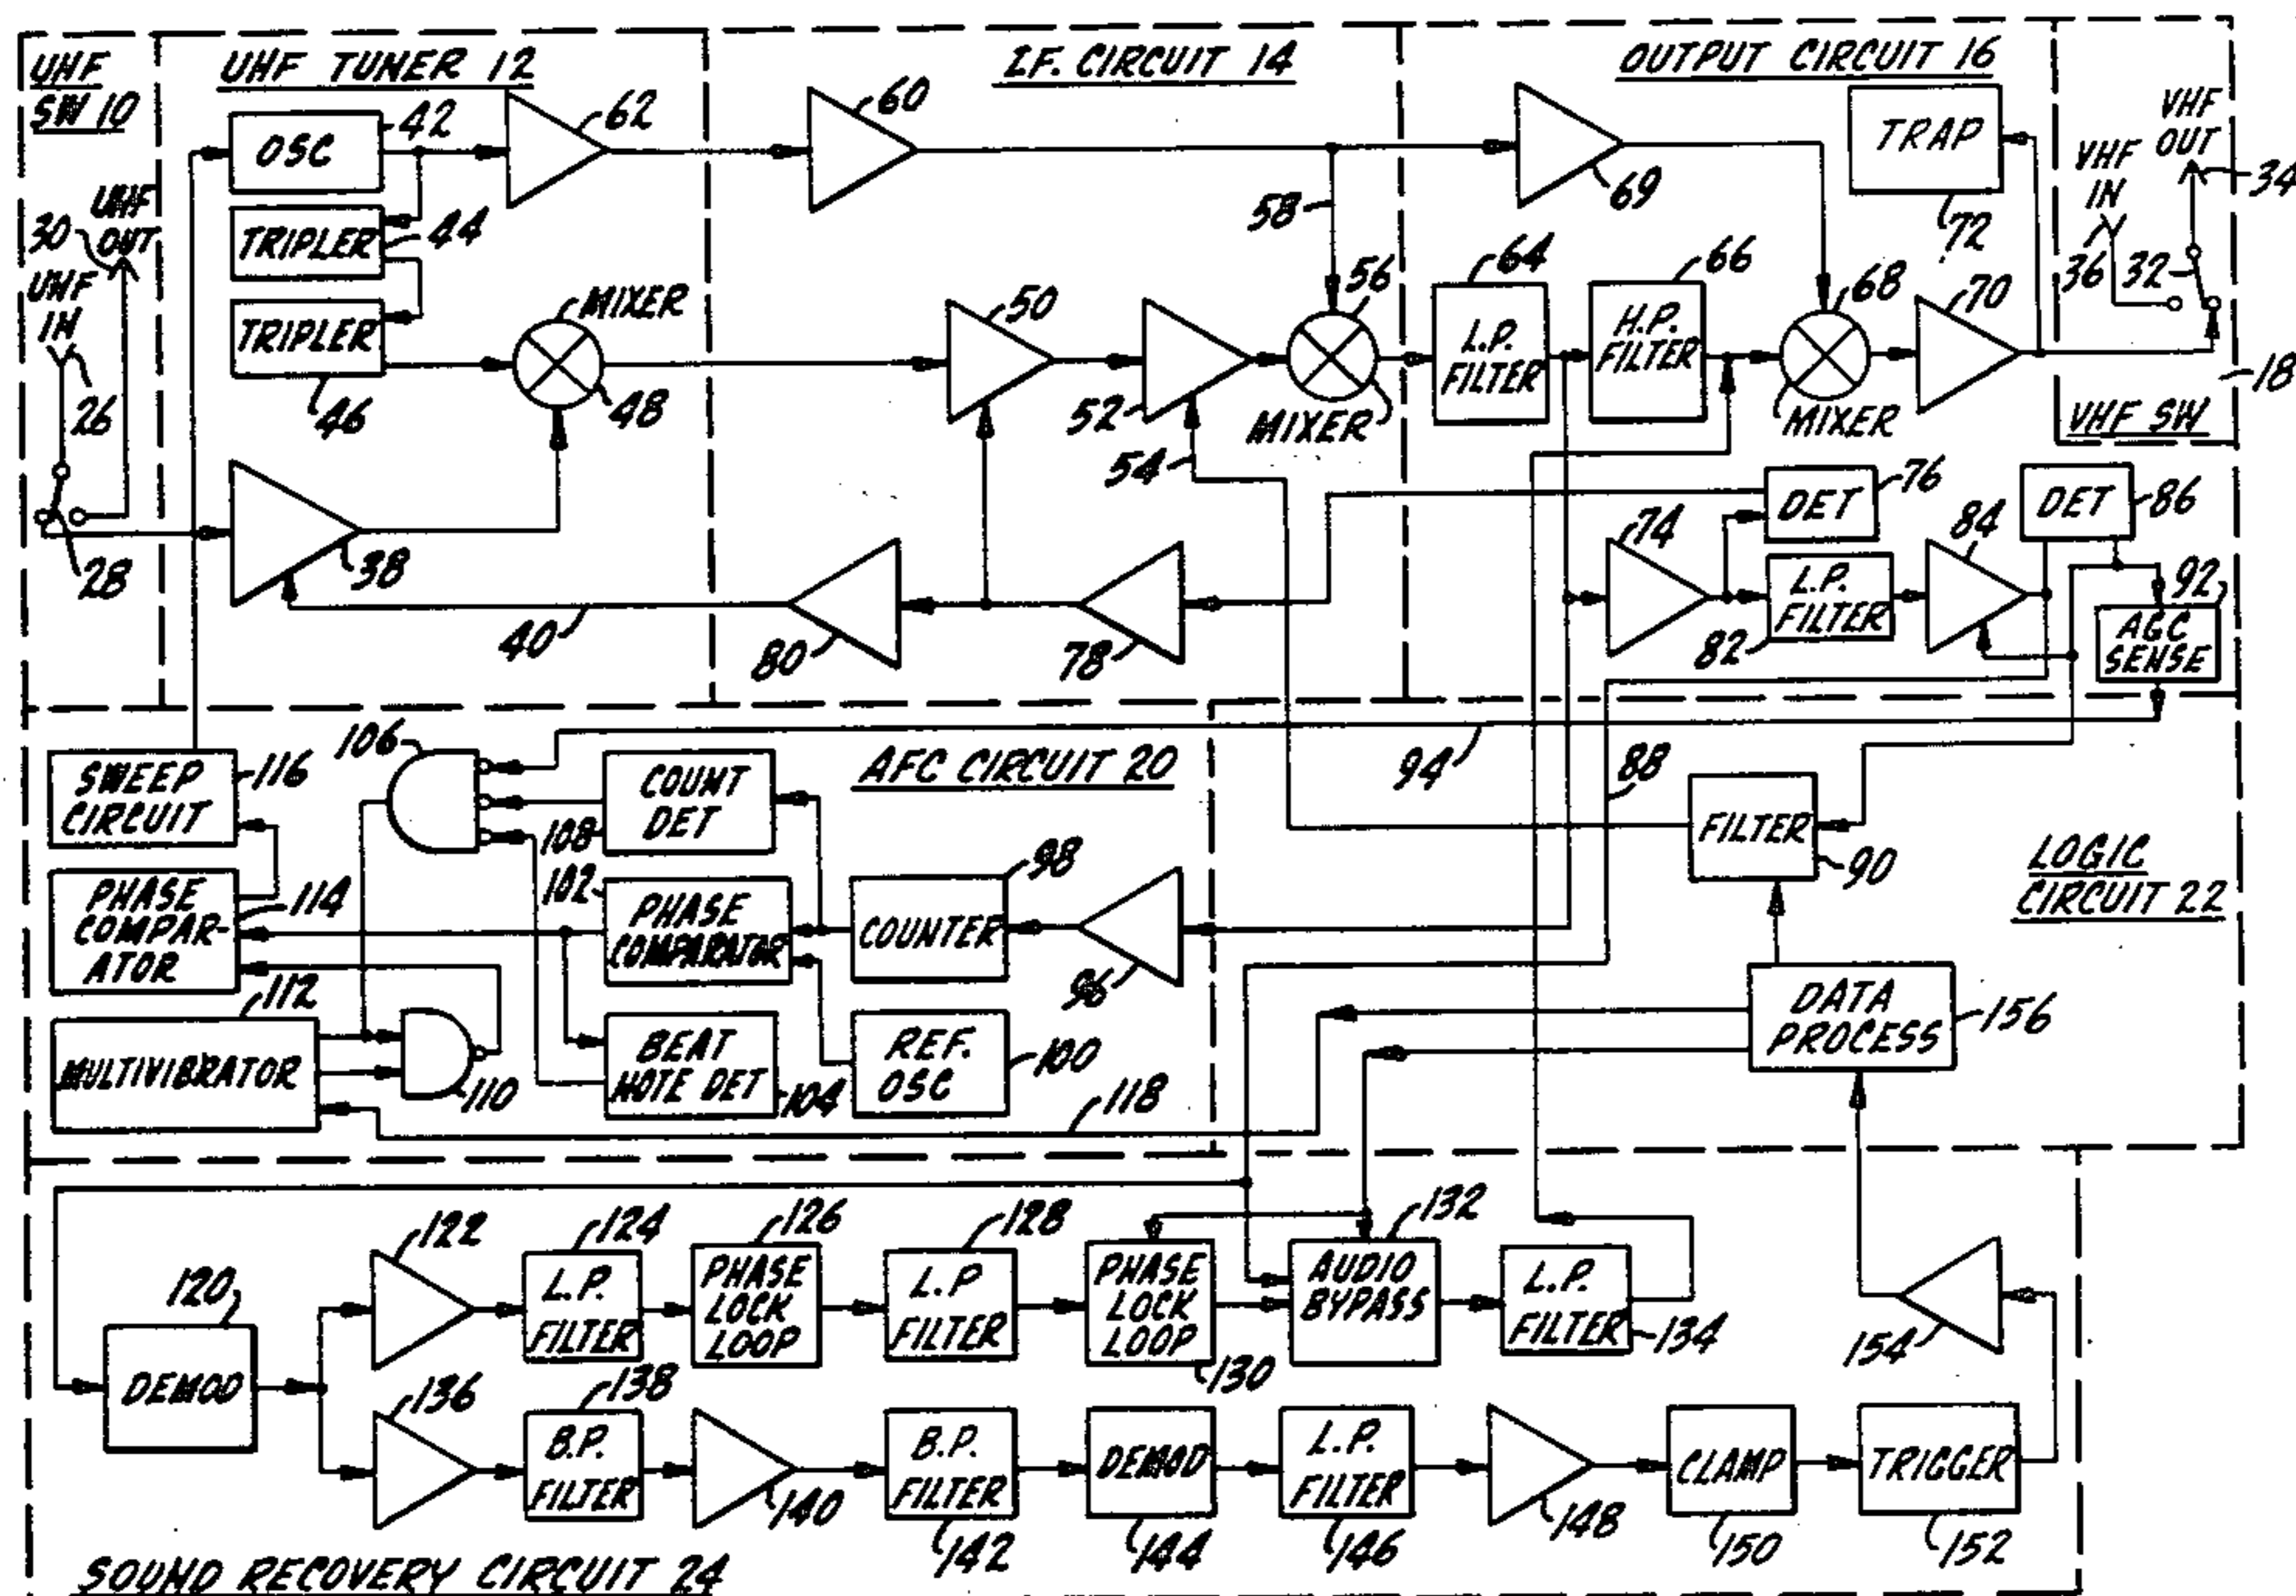 UHF
SW 10
UHF TUNER 12
I.F. CIRCUIT 14
OUTPUT CIRCUIT 16
OSC
42
62
60
69
TRAP
72
VHF
OUT
34
VHF
IN
36
32
30
UHF
OUT
UHF
IN
26
28
TRIPLER
44
TRIPLER
46
MIXER
48
50
52
54
58
56
MIXER
64
L.P.
FILTER
66
H.P.
FILTER
68
MIXER
70
VHF SW
18
38
40
80
78
74
DET
76
82
L.P.
FILTER
84
DET
86
92
AGC
SENSE
SWEEP
CIRCUIT
116
106
COUNT
DET
108
AFC CIRCUIT 20
94
88
FILTER
90
LOGIC
CIRCUIT 22
PHASE
COMPAR-
ATOR
114
102
PHASE
COMPARATOR
98
COUNTER
96
112
MULTIVIBRATOR
110
BEAT
NOTE DET
104
REF.
OSC
100
118
DATA
PROCESS
156
120
DEMOD
122
124
L.P.
FILTER
126
PHASE
LOCK
LOOP
128
L.P
FILTER
PHASE
LOCK
LOOP
130
132
AUDIO
BYPASS
L.P.
FILTER
134
154
136
138
B.P.
FILTER
140
B.P.
FILTER
142
DEMOD
144
L.P.
FILTER
146
148
CLAMP
150
TRIGGER
152
SOUND RECOVERY CIRCUIT 24